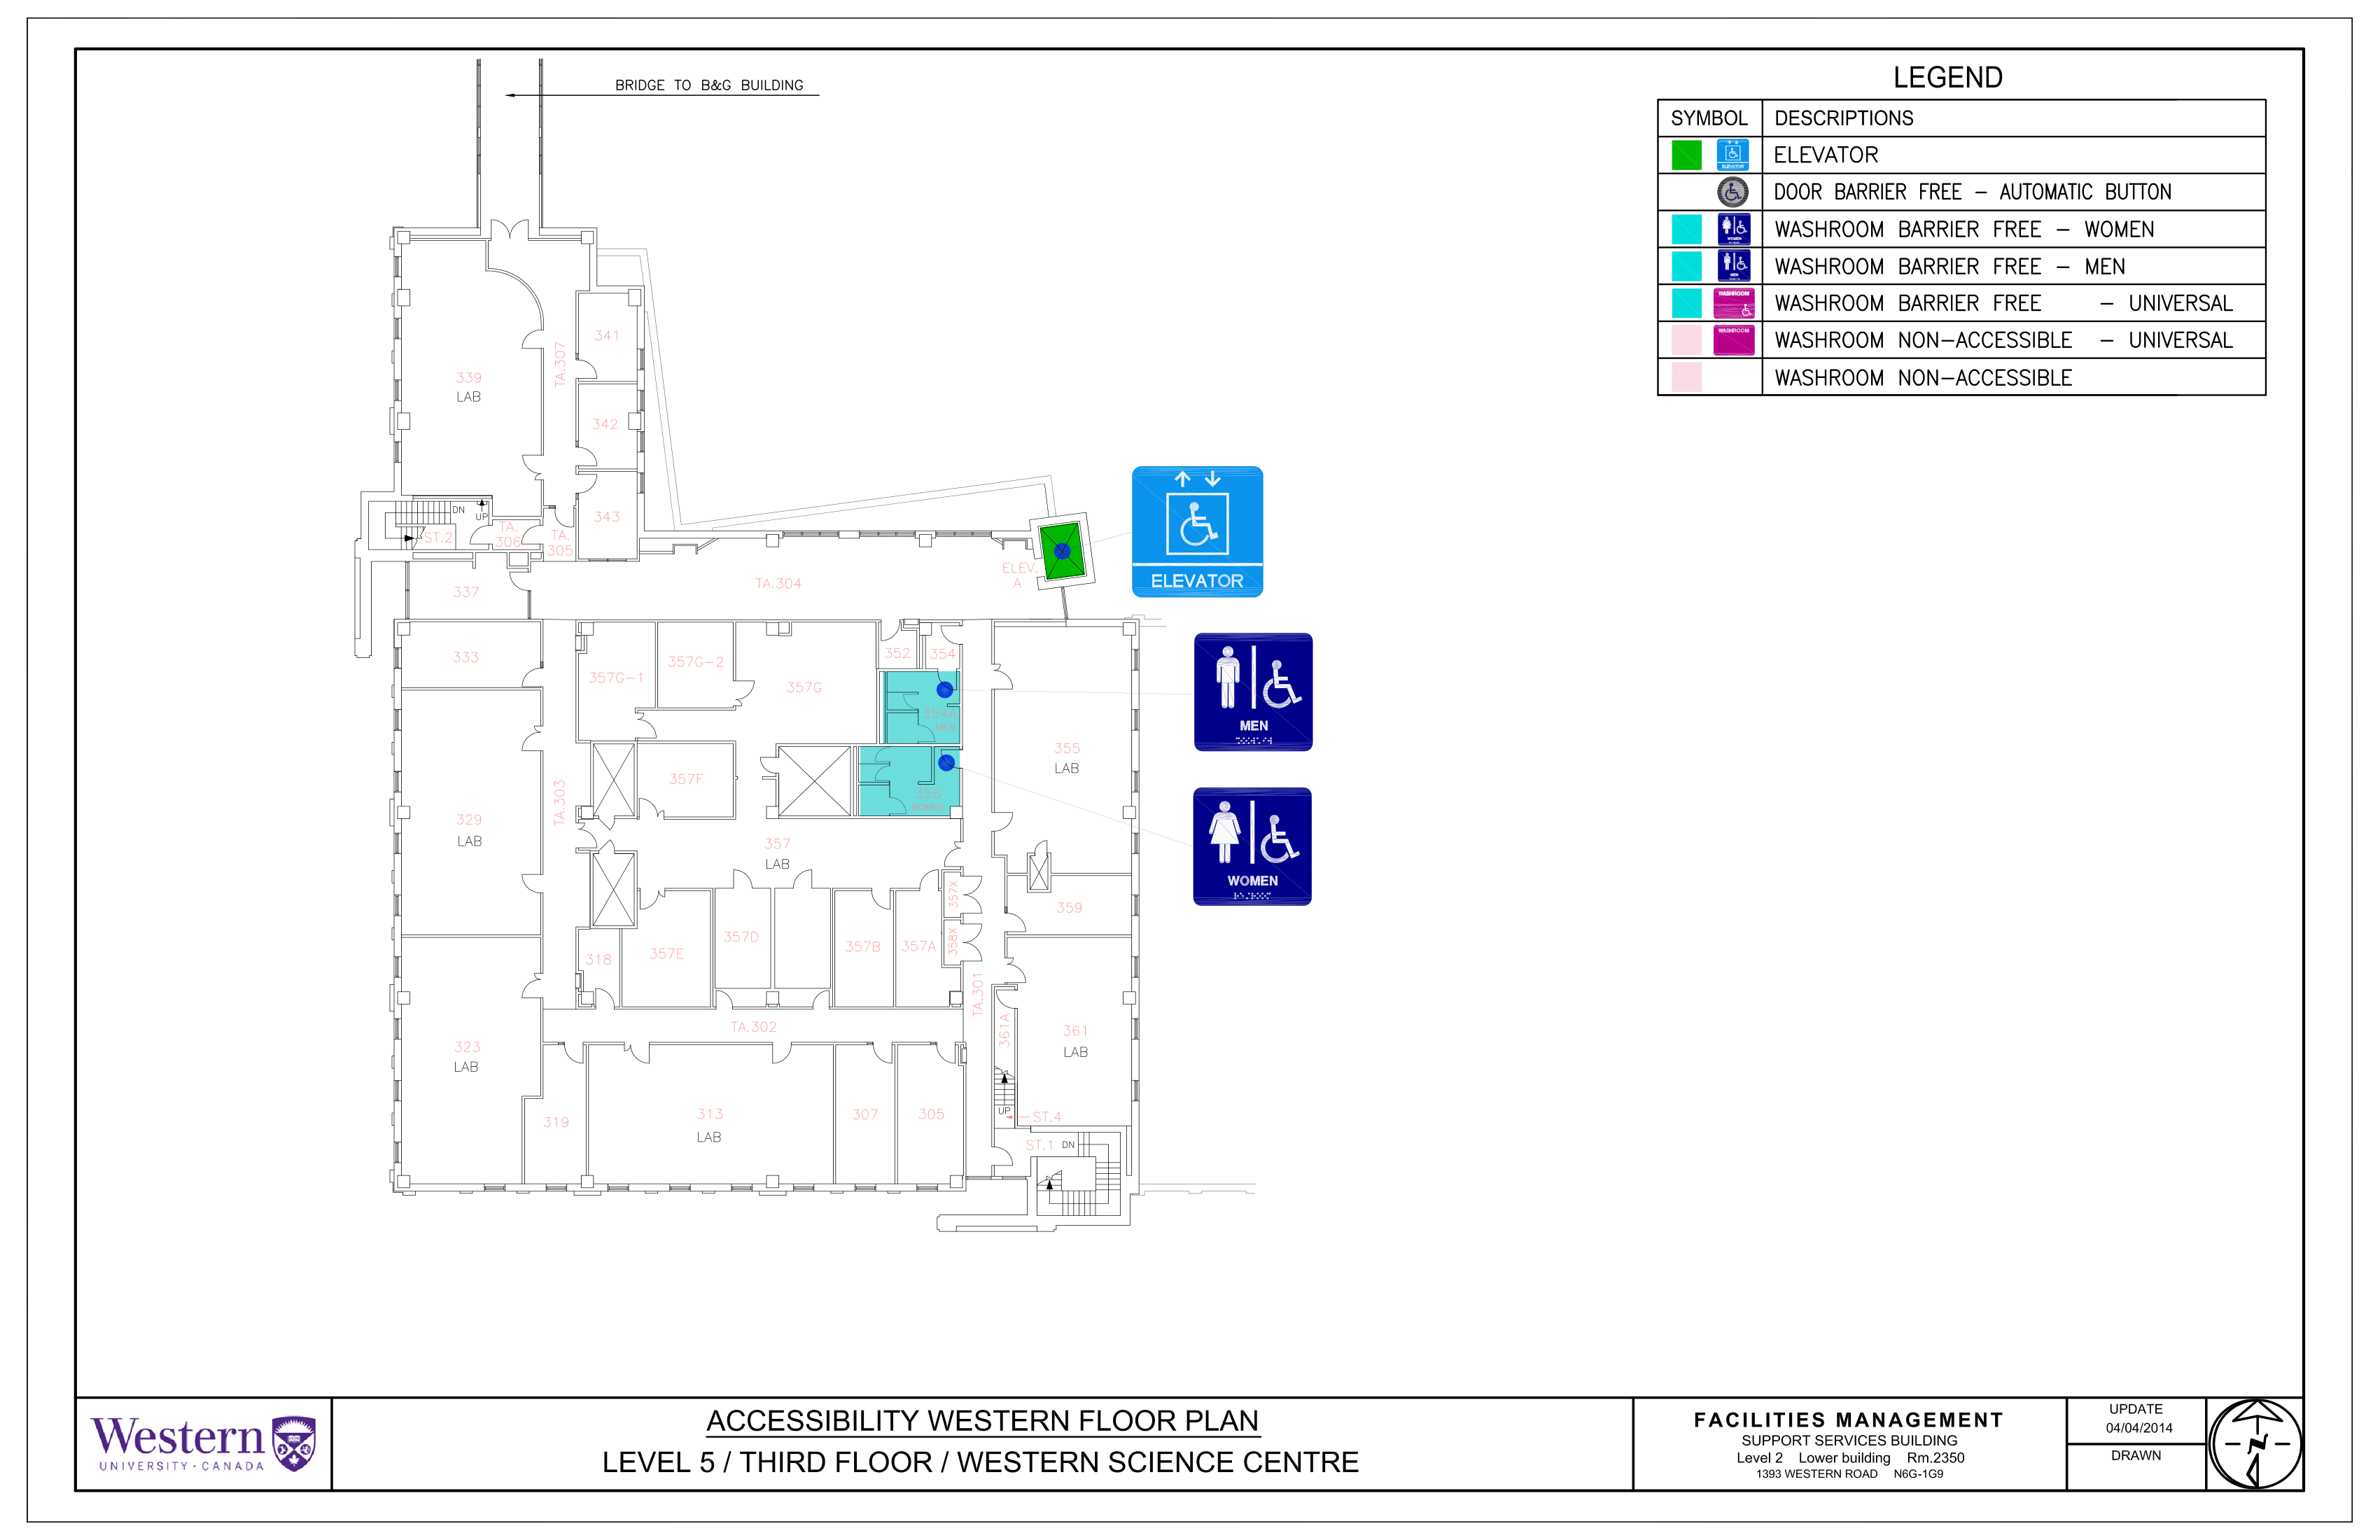 BRIDGE TO B&G BUILDING
LEGEND
SYMBOL DESCRIPTIONS
ELEVATOR ELEVATOR
DOOR BARRIER FREE - AUTOMATIC BUTTON
WOMEN WASHROOM BARRIER FREE - WOMEN
MEN WASHROOM BARRIER FREE - MEN
WASHROOM WASHROOM BARRIER FREE - UNIVERSAL
WASHROOM WASHROOM NON-ACCESSIBLE - UNIVERSAL
WASHROOM NON-ACCESSIBLE
339
LAB
TA.307
341
342
343
DN
UP
ST.2
TA.
306
TA.
305
337
TA.304
ELEV.
A
ELEVATOR
333
357G-1
357G-2
357G
352
354
354A
MEN
MEN
356
WOMEN
WOMEN
355
LAB
329
LAB
TA.303
357F
357
LAB
357X
358X
359
318
357E
357D
357B
357A
TA.301
TA.302
323
LAB
361A
361
LAB
319
313
LAB
307
305
UP
ST.4
ST.1 DN
Western
UNIVERSITY · CANADA
ACCESSIBILITY WESTERN FLOOR PLAN
LEVEL 5 / THIRD FLOOR / WESTERN SCIENCE CENTRE
FACILITIES MANAGEMENT
SUPPORT SERVICES BUILDING
Level 2 Lower building Rm.2350
1393 WESTERN ROAD N6G-1G9
UPDATE
04/04/2014
DRAWN
N